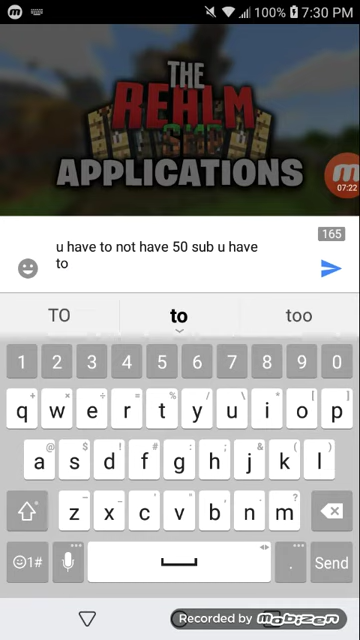 100% 7:30 PM
THE
REALM
SMP
APPLICATIONS
07:22
165
u have to not have 50 sub u have
to
TO to too
1 2 3 4 5 6 7 8 9 0
+ × ÷ = % / \ * [ ]
q w e r t y u i o p
@ $ ! # : ; & ( )
a s d f g h j k l
_ - ' " . ?
z x c v b n m
☺1# . Send
Recorded by mobizen